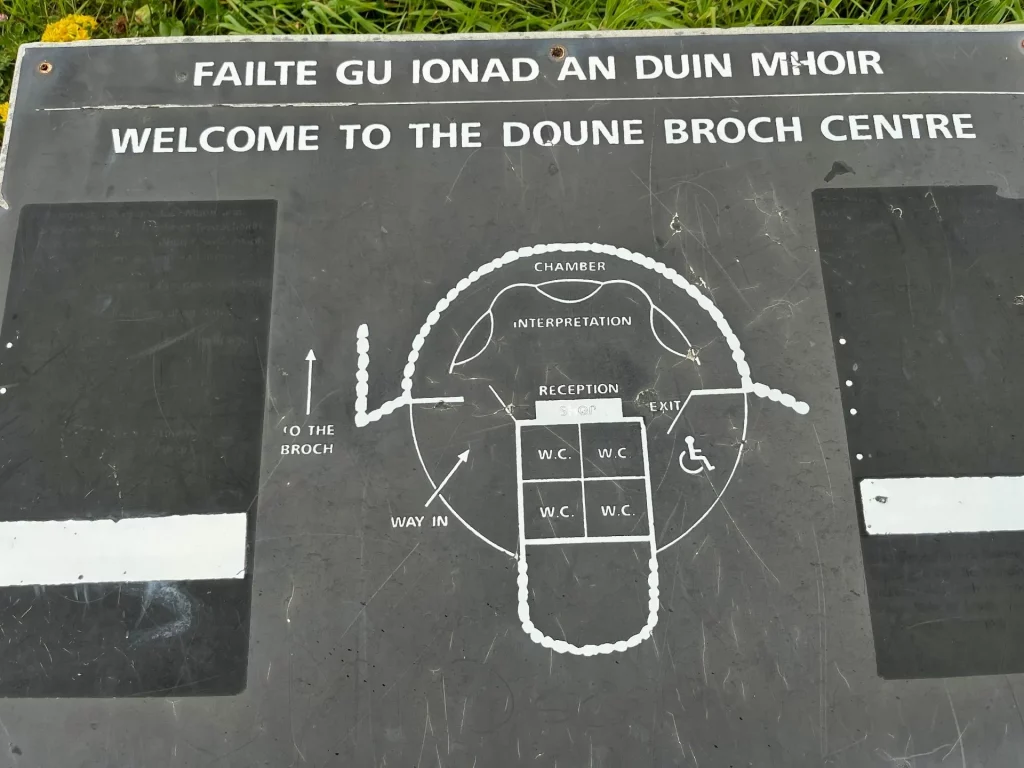 FAILTE GU IONAD AN DUIN MHOIR
WELCOME TO THE DOUNE BROCH CENTRE
CHAMBER
INTERPRETATION
RECEPTION
EXIT
TO THE
BROCH
W.C. W.C
W.C. W.C.
WAY IN